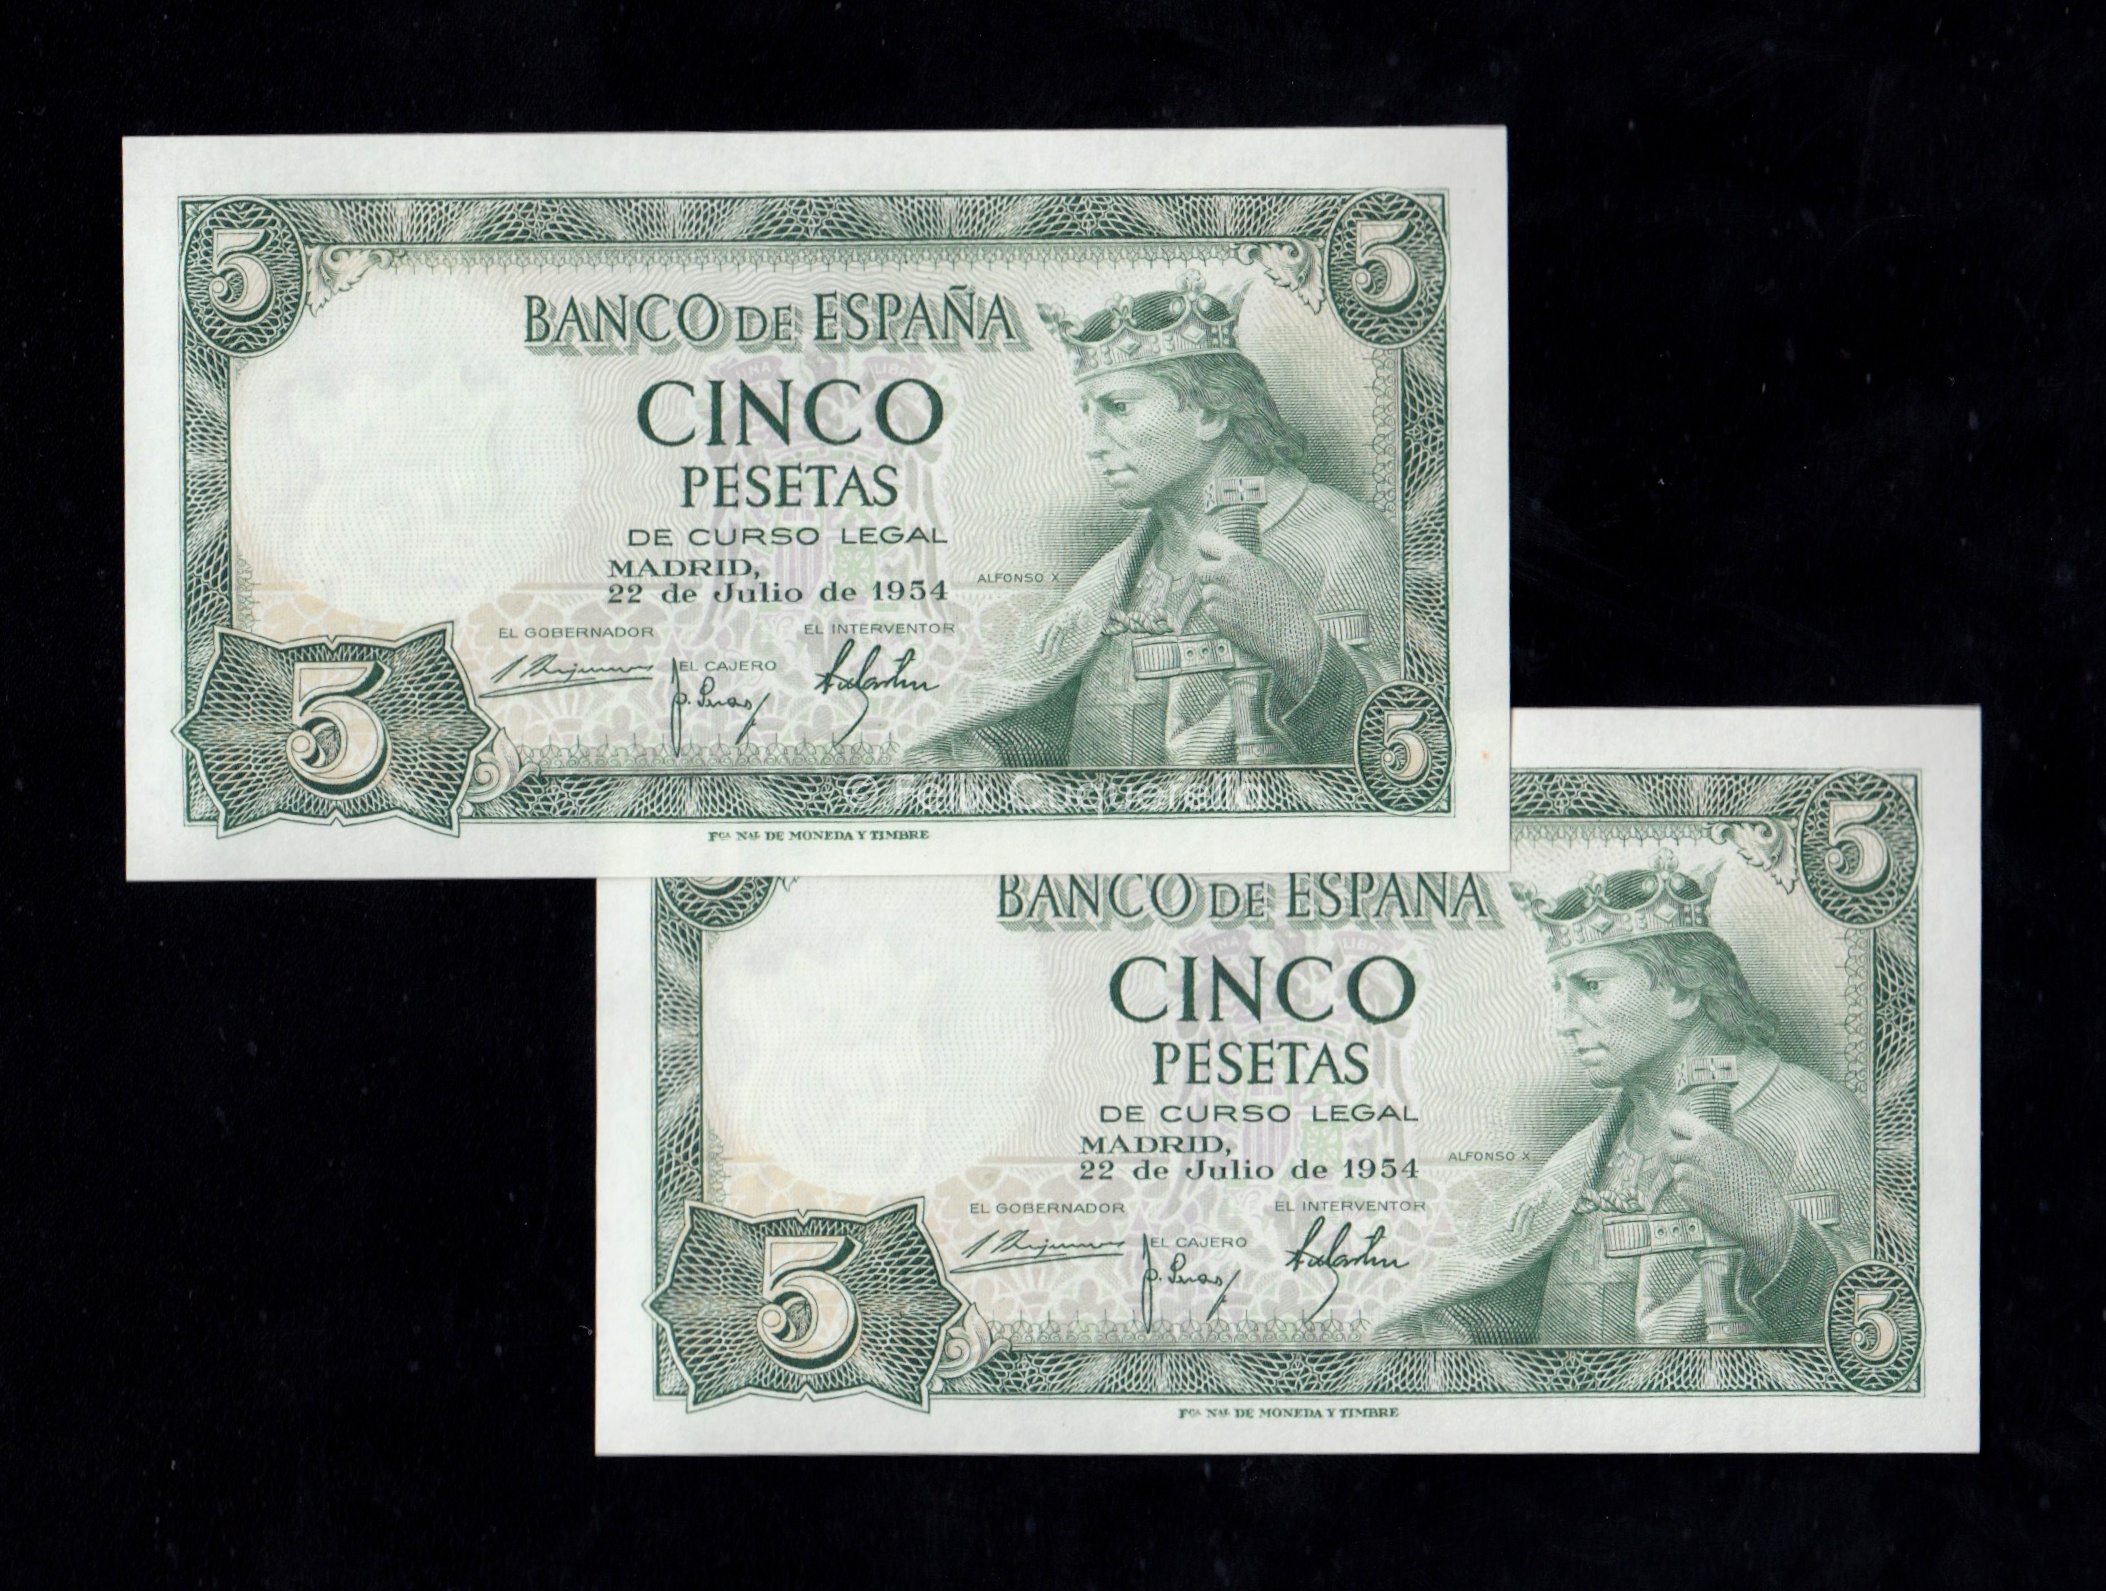 5
5
BANCO DE ESPAÑA
CINCO
PESETAS
DE CURSO LEGAL
MADRID,
22 de Julio de 1954
ALFONSO X
EL GOBERNADOR
EL INTERVENTOR
EL CAJERO
5
5
© Felix Cuquerella
Fca Nal DE MONEDA Y TIMBRE
5
BANCO DE ESPAÑA
CINCO
PESETAS
DE CURSO LEGAL
MADRID,
22 de Julio de 1954
ALFONSO X
EL GOBERNADOR
EL INTERVENTOR
EL CAJERO
5
5
Fca Nal DE MONEDA Y TIMBRE